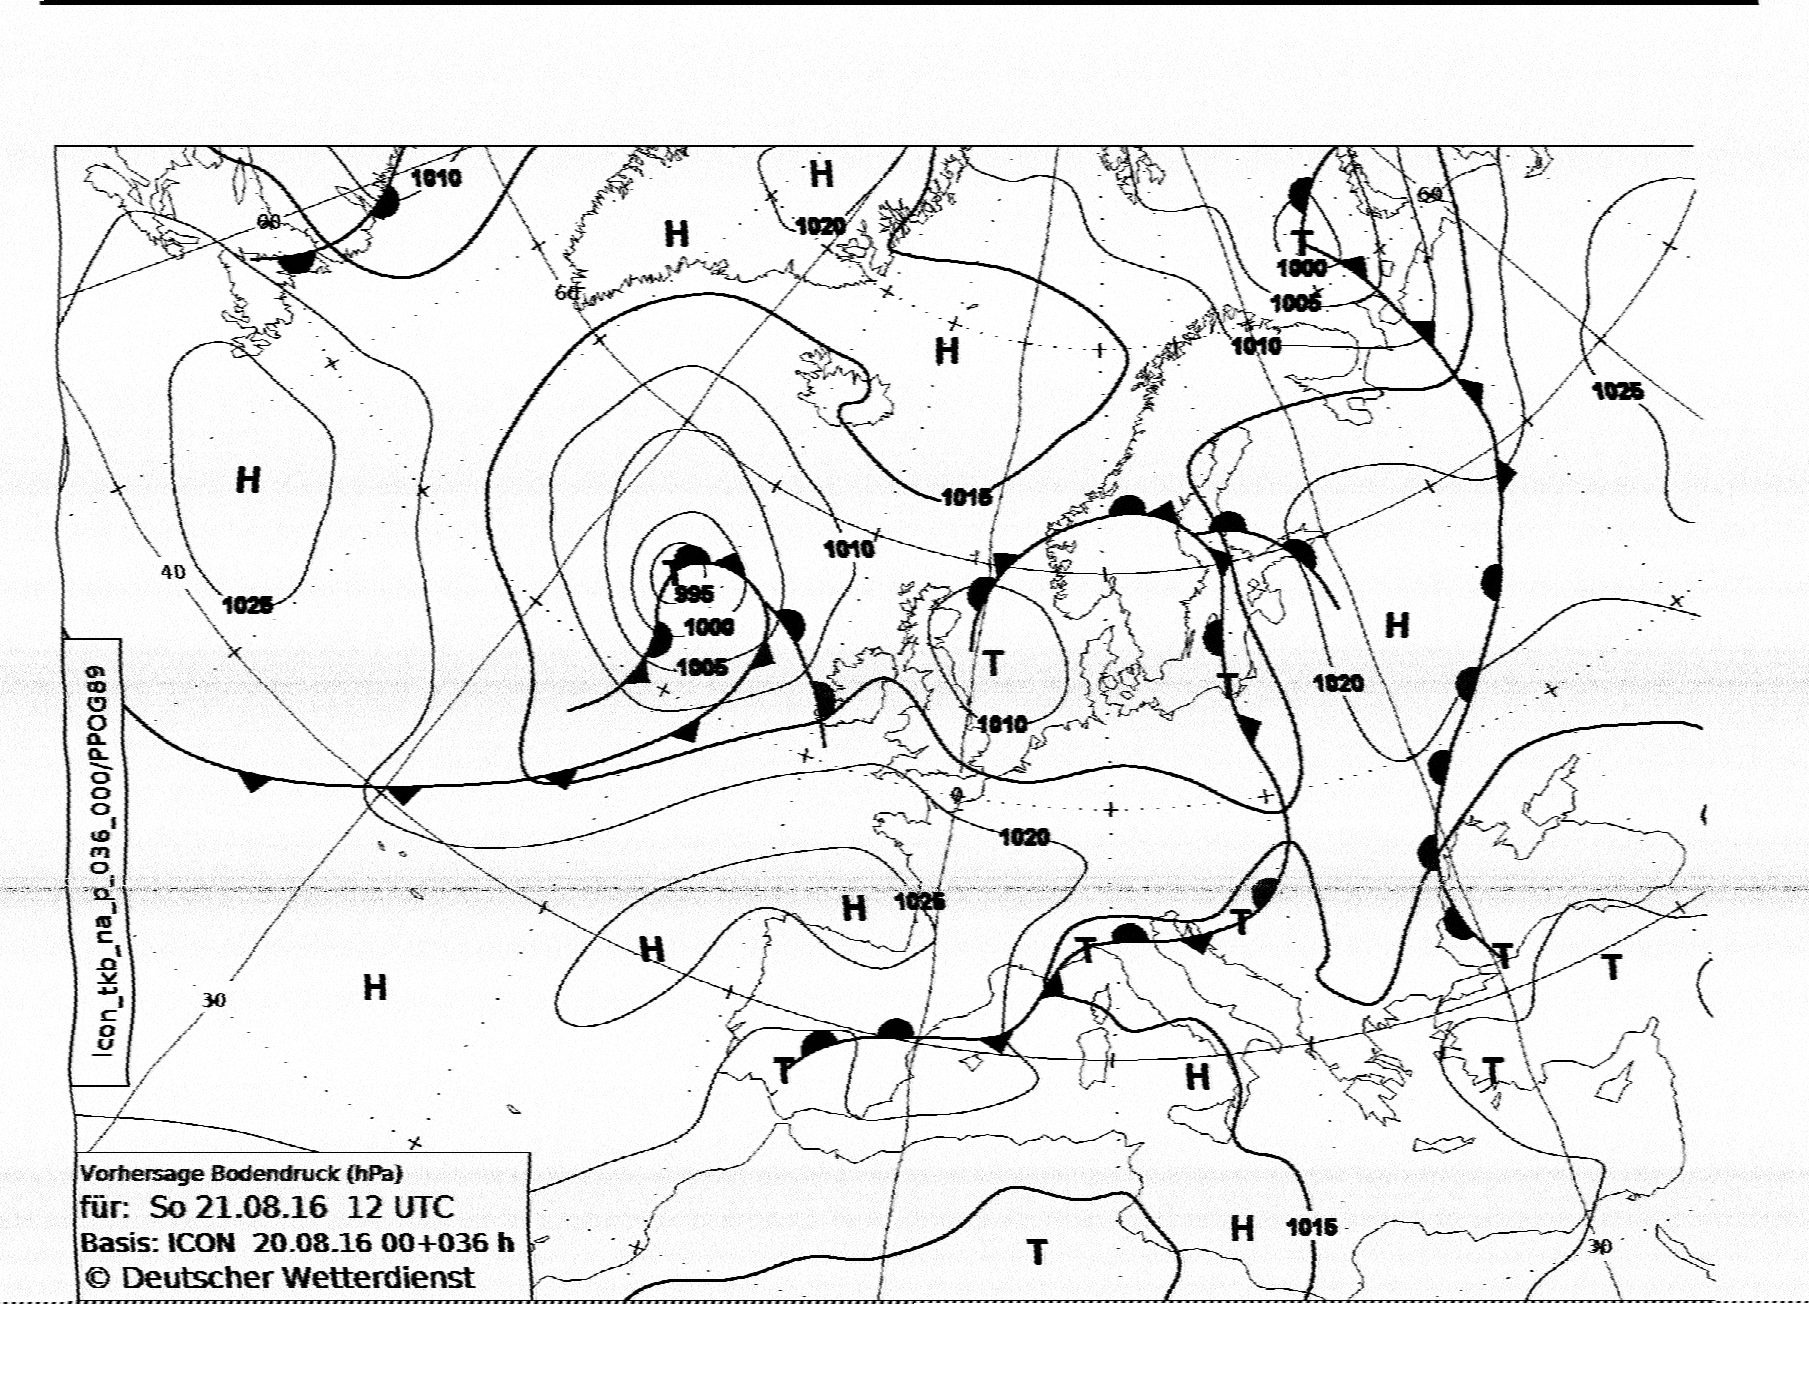 1010
H
60
1020
H
60
60
T
1000
1005
H
1010
1025
H
1015
1010
40
T
995
1025
1000
H
T
1005
T
1020
1010
Icon_tkb_na_p_036_000/PPOG89
0
1020
1025
H
T
H
T
T
T
H
30
T
H
T
H
1015
T
30
Vorhersage Bodendruck (hPa)
für: So 21.08.16 12 UTC
Basis: ICON 20.08.16 00+036 h
© Deutscher Wetterdienst